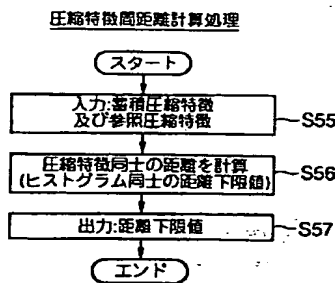 圧縮特徴間距離計算処理
スタート
入力:蓄積圧縮特徴
及び参照圧縮特徴
S55
圧縮特徴同士の距離を計算
(ヒストグラム同士の距離下限値)
S56
出力:距離下限値
S57
エンド